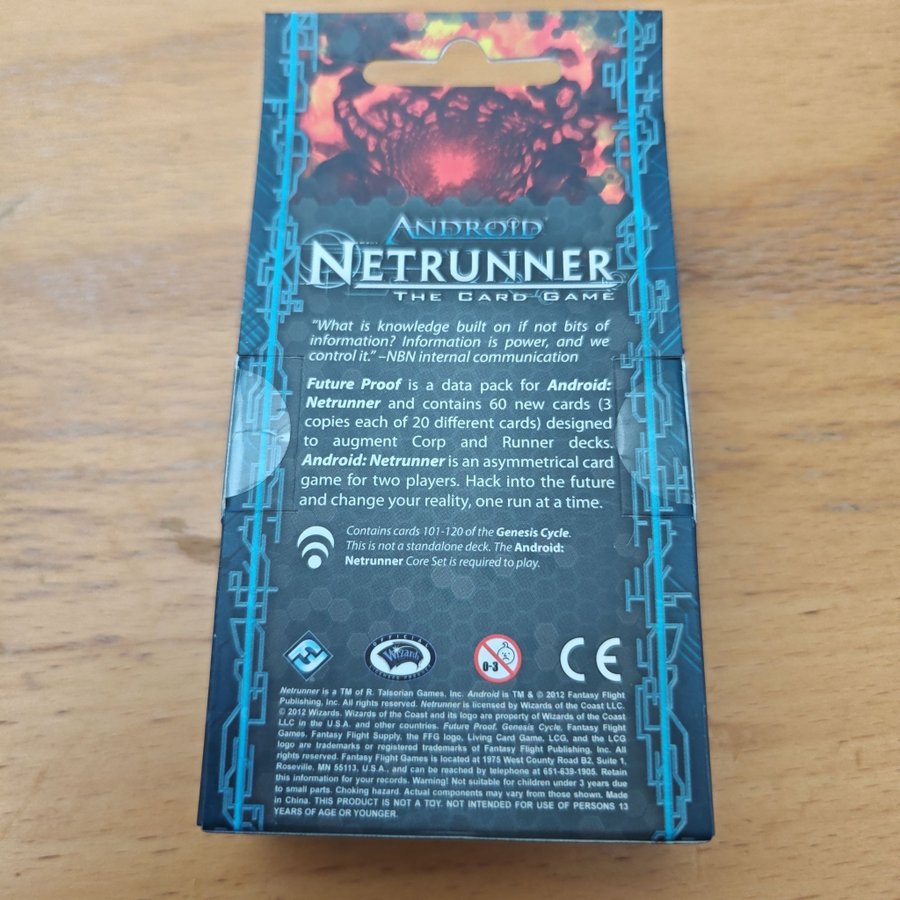 ANDROID
NETRUNNER
THE CARD GAME
"What is knowledge built on if not bits of
information? Information is power, and we
control it." –NBN internal communication
Future Proof is a data pack for Android:
Netrunner and contains 60 new cards (3
copies each of 20 different cards) designed
to augment Corp and Runner decks.
Android: Netrunner is an asymmetrical card
game for two players. Hack into the future
and change your reality, one run at a time.
Contains cards 101-120 of the Genesis Cycle.
This is not a standalone deck. The Android:
Netrunner Core Set is required to play.
OFFICIAL
Wizards
0-3
CE
Netrunner is a TM of R. Talsorian Games, Inc. Android is TM & © 2012 Fantasy Flight
Publishing, Inc. All rights reserved. Netrunner is licensed by Wizards of the Coast LLC.
© 2012 Wizards. Wizards of the Coast and its logo are property of Wizards of the Coast
LLC in the U.S.A. and other countries. Future Proof, Genesis Cycle, Fantasy Flight
Games, Fantasy Flight Supply, the FFG logo, Living Card Game, LCG, and the LCG
logo are trademarks or registered trademarks of Fantasy Flight Publishing, Inc. All
rights reserved. Fantasy Flight Games is located at 1975 West County Road B2, Suite 1,
Roseville, MN 55113, U.S.A., and can be reached by telephone at 651-639-1905. Retain
this information for your records. Warning! Not suitable for children under 3 years due
to small parts. Choking hazard. Actual components may vary from those shown. Made
in China. THIS PRODUCT IS NOT A TOY. NOT INTENDED FOR USE OF PERSONS 13
YEARS OF AGE OR YOUNGER.